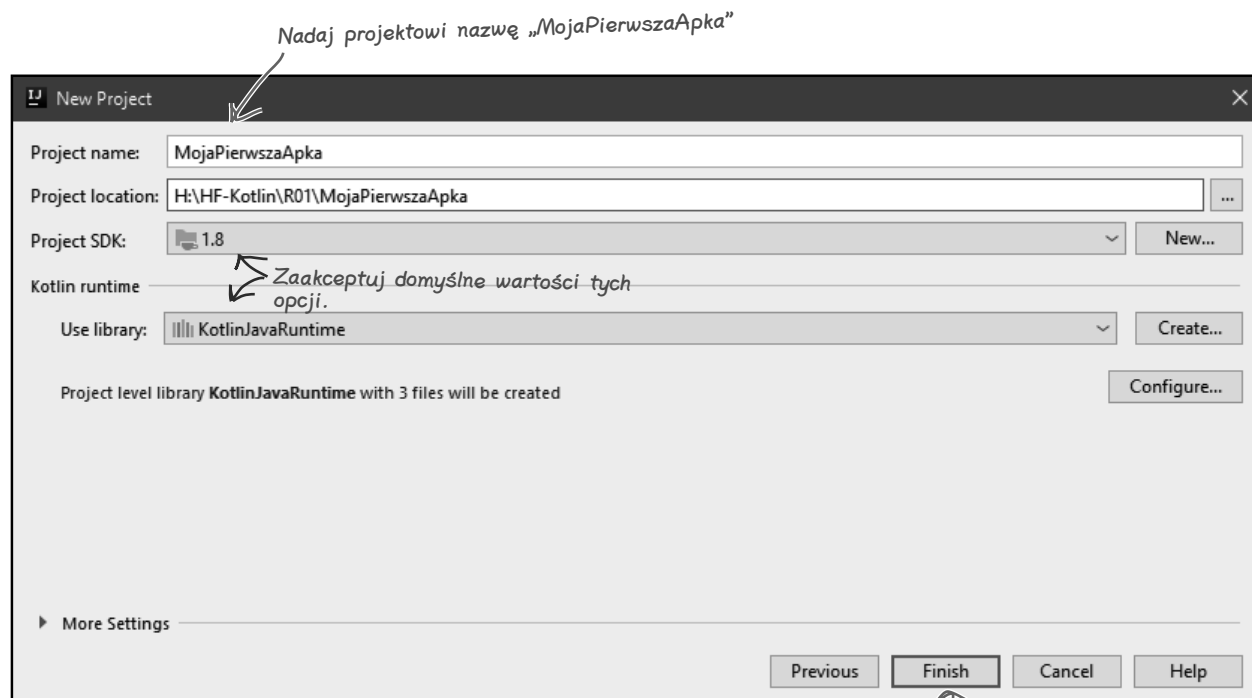 Nadaj projektowi nazwę „MojaPierwszaApka”
New Project
Project name: MojaPierwszaApka
Project location: H:\HF-Kotlin\R01\MojaPierwszaApka ...
Project SDK: 1.8 New...
Zaakceptuj domyślne wartości tych
opcji.
Kotlin runtime
Use library: KotlinJavaRuntime Create...
Project level library KotlinJavaRuntime with 3 files will be created Configure...
More Settings
Previous Finish Cancel Help